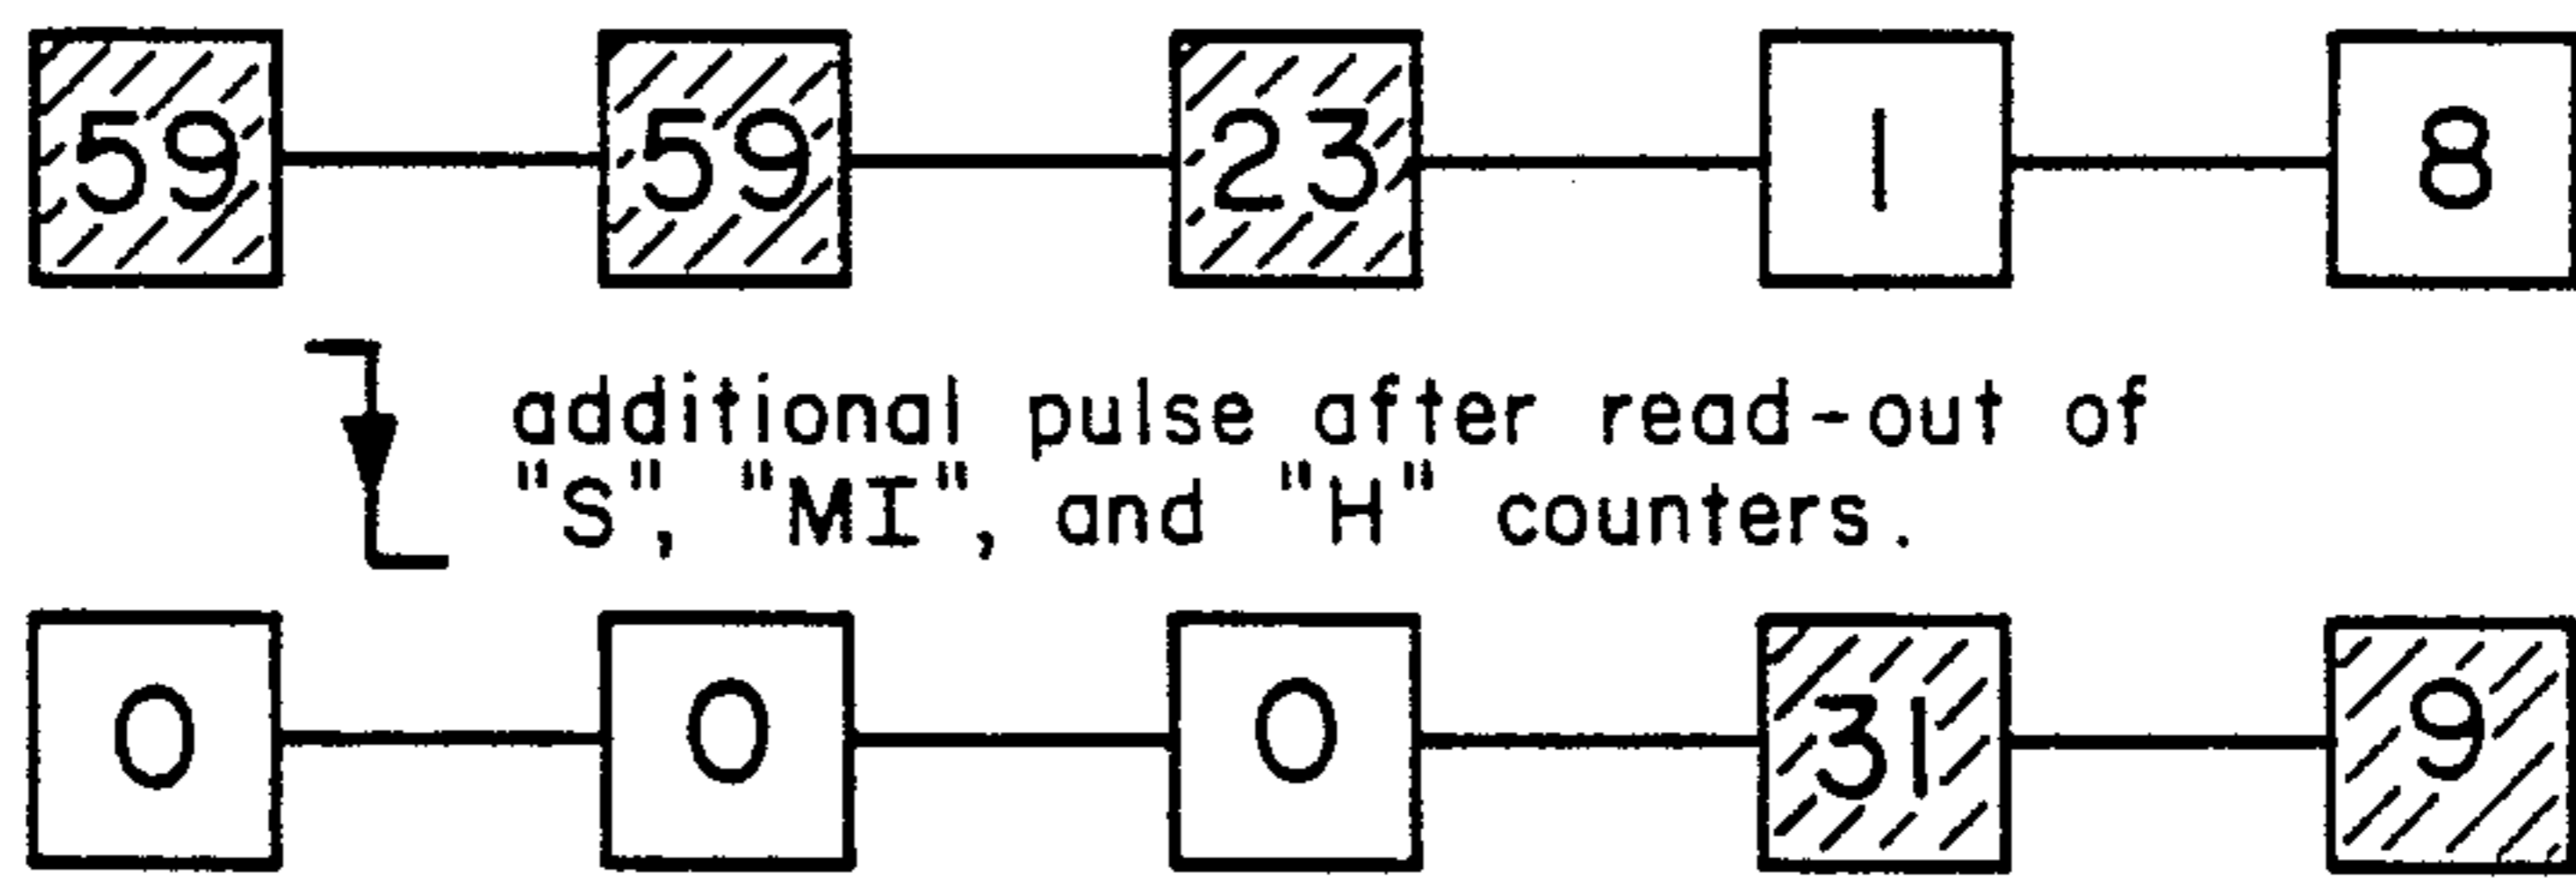 59 59 23 1 8
additional pulse after read-out of
"S", "MI", and "H" counters.
0 0 0 31 9